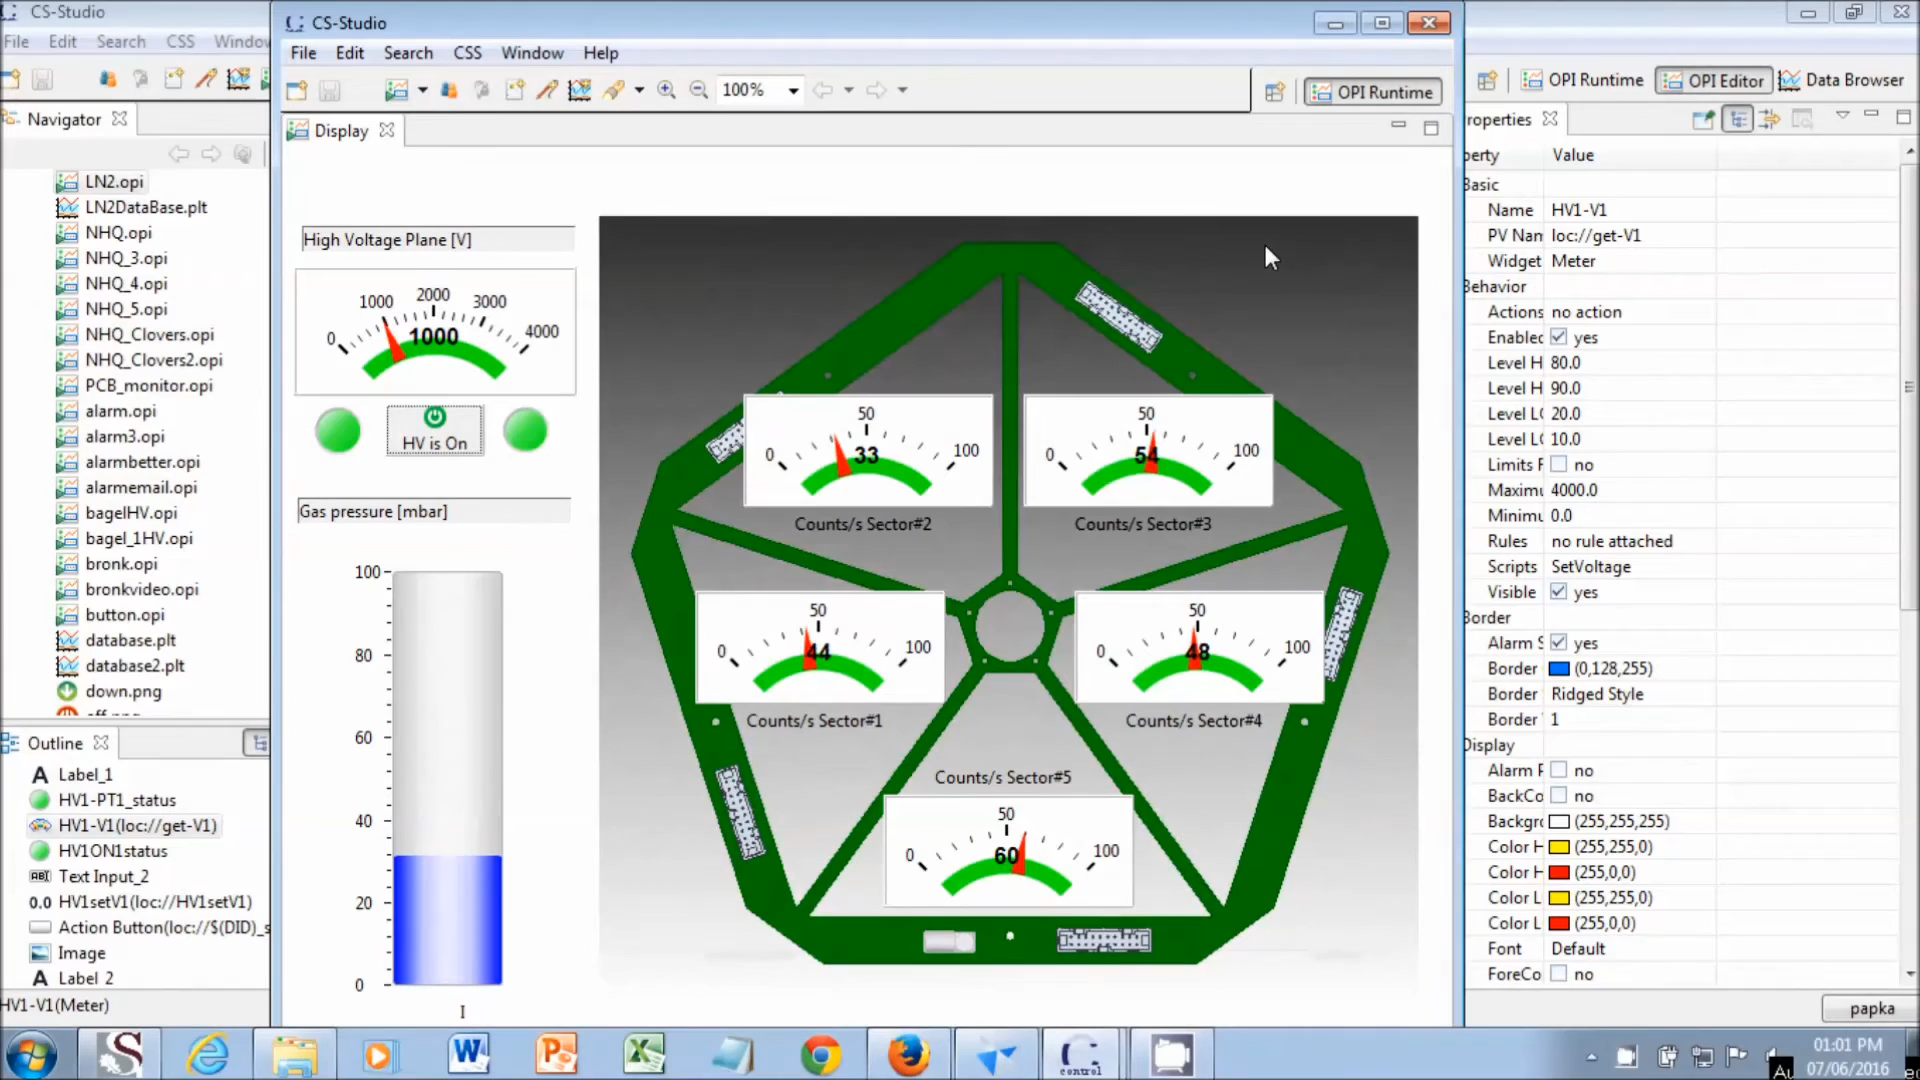 CS-Studio
File Edit Search CSS Window
Navigator
LN2.opi
LN2DataBase.plt
NHQ.opi
NHQ_3.opi
NHQ_4.opi
NHQ_5.opi
NHQ_Clovers.opi
NHQ_Clovers2.opi
PCB_monitor.opi
alarm.opi
alarm3.opi
alarmbetter.opi
alarmemail.opi
bagelHV.opi
bagel_1HV.opi
bronk.opi
bronkvideo.opi
button.opi
database.plt
database2.plt
down.png
Outline
Label_1
HV1-PT1_status
HV1-V1(loc://get-V1)
HV1ON1status
Text Input_2
0.0 HV1setV1(loc://HV1setV1)
Action Button(loc://$(DID)_s
Image
Label 2
HV1-V1(Meter)
CS-Studio
File Edit Search CSS Window Help
100%
OPI Runtime
Display
High Voltage Plane [V]
0 1000 2000 3000 4000
1000
HV is On
Gas pressure [mbar]
100
80
60
40
20
0
0 50 100
33
Counts/s Sector#2
0 50 100
54
Counts/s Sector#3
0 50 100
44
Counts/s Sector#1
0 50 100
48
Counts/s Sector#4
Counts/s Sector#5
0 50 100
60
OPI Runtime OPI Editor Data Browser
roperties
perty Value
Basic
Name HV1-V1
PV Nan loc://get-V1
Widget Meter
Behavior
Actions no action
Enabled yes
Level H 80.0
Level H 90.0
Level L( 20.0
Level L( 10.0
Limits F no
Maximu 4000.0
Minimu 0.0
Rules no rule attached
Scripts SetVoltage
Visible yes
Border
Alarm S yes
Border (0,128,255)
Border Ridged Style
Border 1
Display
Alarm F no
BackCo no
Backgro (255,255,255)
Color H (255,255,0)
Color H (255,0,0)
Color L (255,255,0)
Color L (255,0,0)
Font Default
ForeCo no
papka
control
01:01 PM
07/06/2016